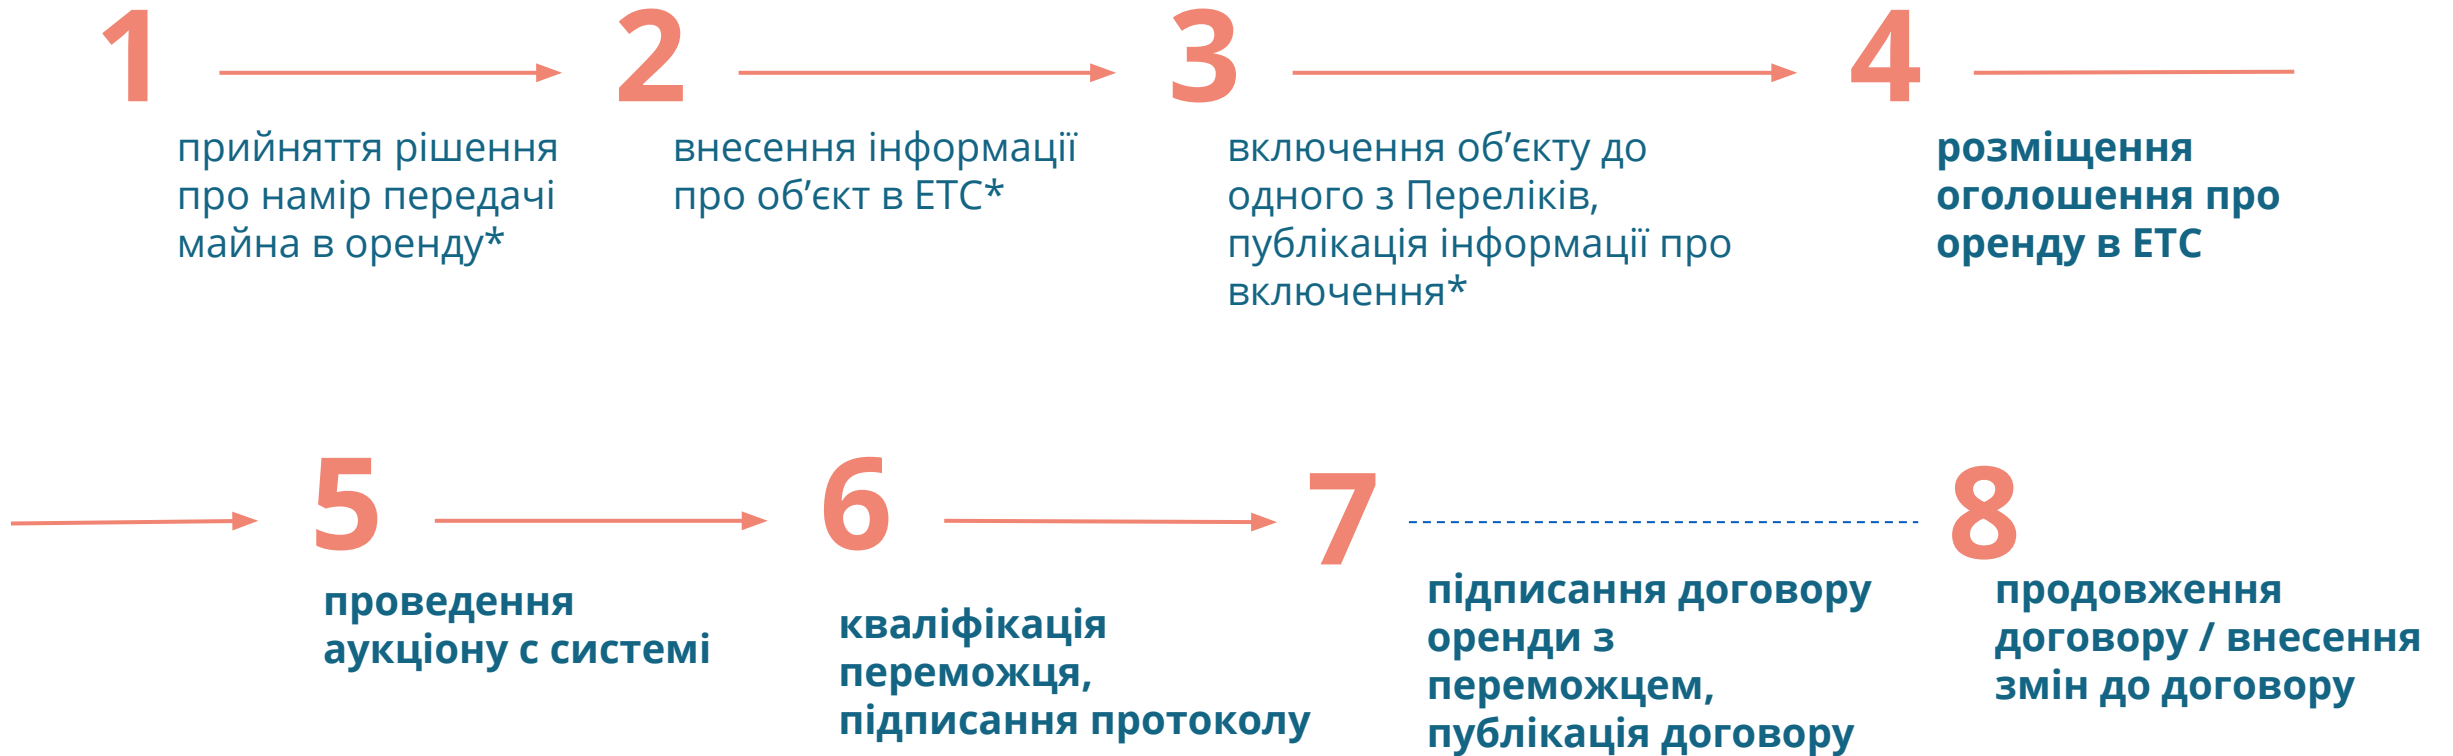 1
прийняття рішення
про намір передачі
майна в оренду*
2
внесення інформації
про об’єкт в ЕТС*
3
включення об’єкту до
одного з Переліків,
публікація інформації про
включення*
4
розміщення
оголошення про
оренду в ЕТС
5
проведення
аукціону с системі
6
кваліфікація
переможця,
підписання протоколу
7
підписання договору
оренди з
переможцем,
публікація договору
8
продовження
договору / внесення
змін до договору